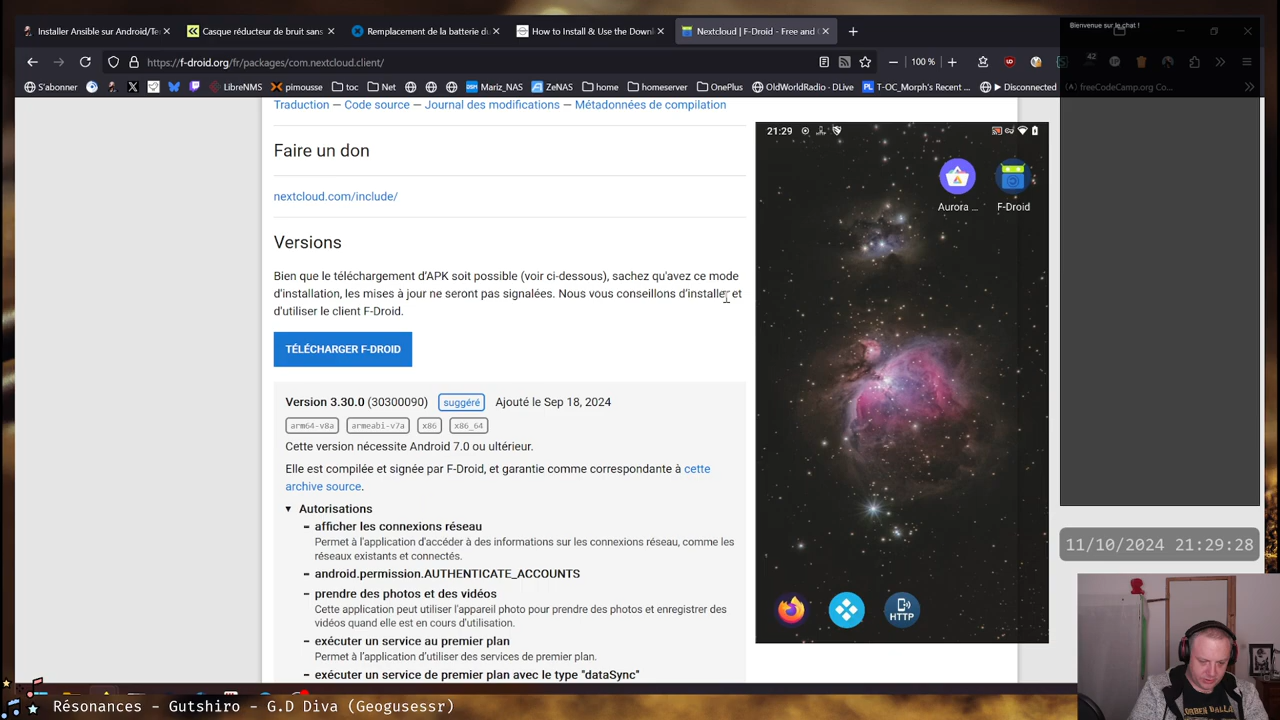 Installer Ansible sur Android/Te
Casque réducteur de bruit sans
Remplacement de la batterie du
How to Install & Use the Downl
Nextcloud | F-Droid - Free and
https://f-droid.org/fr/packages/com.nextcloud.client/
100 %
42
S'abonner
LibreNMS
pimousse
toc
Net
DSM Mariz_NAS
ZeNAS
home
homeserver
OnePlus
OldWorldRadio - DLive
T-OC_Morph's Recent ...
Disconnected
freeCodeCamp.org Co...
Bienvenue sur le chat !
Traduction — Code source — Journal des modifications — Métadonnées de compilation
Faire un don
nextcloud.com/include/
Versions
Bien que le téléchargement d'APK soit possible (voir ci-dessous), sachez qu'avez ce mode
d'installation, les mises à jour ne seront pas signalées. Nous vous conseillons d'installer et
d'utiliser le client F-Droid.
TÉLÉCHARGER F-DROID
Version 3.30.0 (30300090) suggéré Ajouté le Sep 18, 2024
arm64-v8a armeabi-v7a x86 x86_64
Cette version nécessite Android 7.0 ou ultérieur.
Elle est compilée et signée par F-Droid, et garantie comme correspondante à cette
archive source.
Autorisations
afficher les connexions réseau
Permet à l'application d'accéder à des informations sur les connexions réseau, comme les
réseaux existants et connectés.
android.permission.AUTHENTICATE_ACCOUNTS
prendre des photos et des vidéos
Cette application peut utiliser l'appareil photo pour prendre des photos et enregistrer des
vidéos quand elle est en cours d'utilisation.
exécuter un service au premier plan
Permet à l'application d'utiliser des services de premier plan.
exécuter un service de premier plan avec le type "dataSync"
21:29
Aurora ...
F-Droid
HTTP
11/10/2024 21:29:28
Résonances - Gutshiro - G.D Diva (Geogusessr)